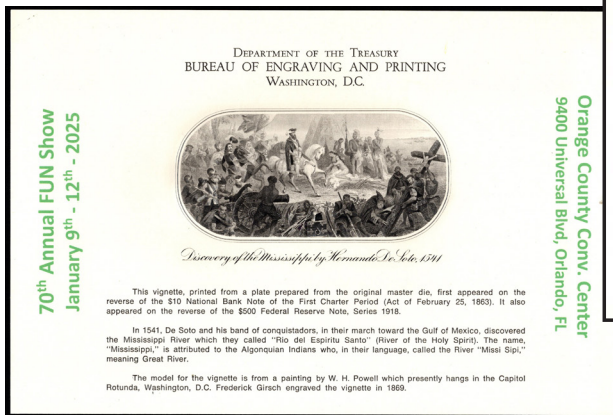 DEPARTMENT OF THE TREASURY
BUREAU OF ENGRAVING AND PRINTING
WASHINGTON, D.C.
70th Annual FUN Show
January 9th - 12th - 2025
Orange County Conv. Center
9400 Universal Blvd, Orlando, FL
Discovery of the Mississippi by Hernando De Soto, 1541
This vignette, printed from a plate prepared from the original master die, first appeared on the
reverse of the $10 National Bank Note of the First Charter Period (Act of February 25, 1863). It also
appeared on the reverse of the $500 Federal Reserve Note, Series 1918.
In 1541, De Soto and his band of conquistadors, in their march toward the Gulf of Mexico, discovered
the Mississippi River which they called "Rio del Espiritu Santo" (River of the Holy Spirit). The name,
"Mississippi," is attributed to the Algonquian Indians who, in their language, called the River "Missi Sipi,"
meaning Great River.
The model for the vignette is from a painting by W. H. Powell which presently hangs in the Capitol
Rotunda, Washington, D.C. Frederick Girsch engraved the vignette in 1869.